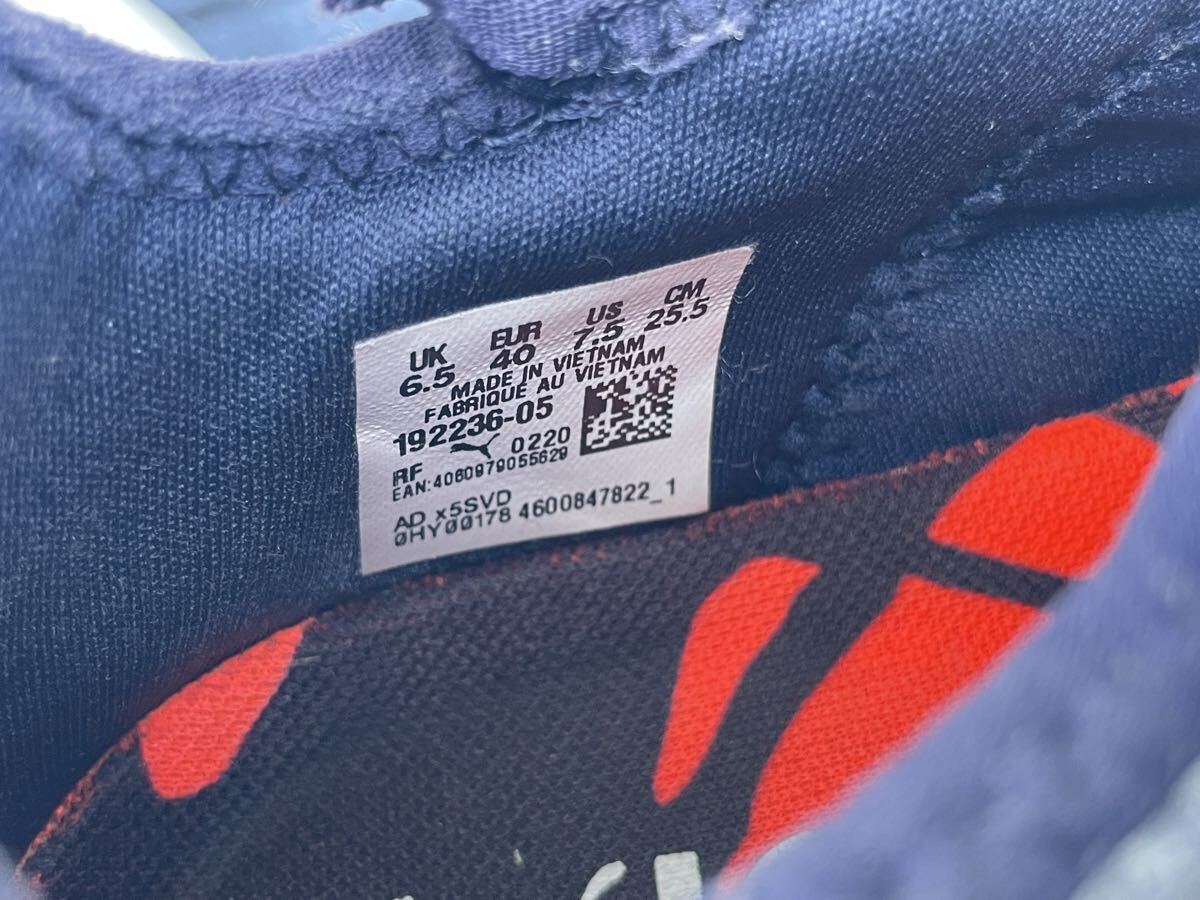 UK EUR US CM
6.5 40 7.5 25.5
MADE IN VIETNAM
FABRIQUÉ AU VIETNAM
192236-05
RF 0220
EAN:4060979055629
AD x5SVD
0HY00178 4600847822_1